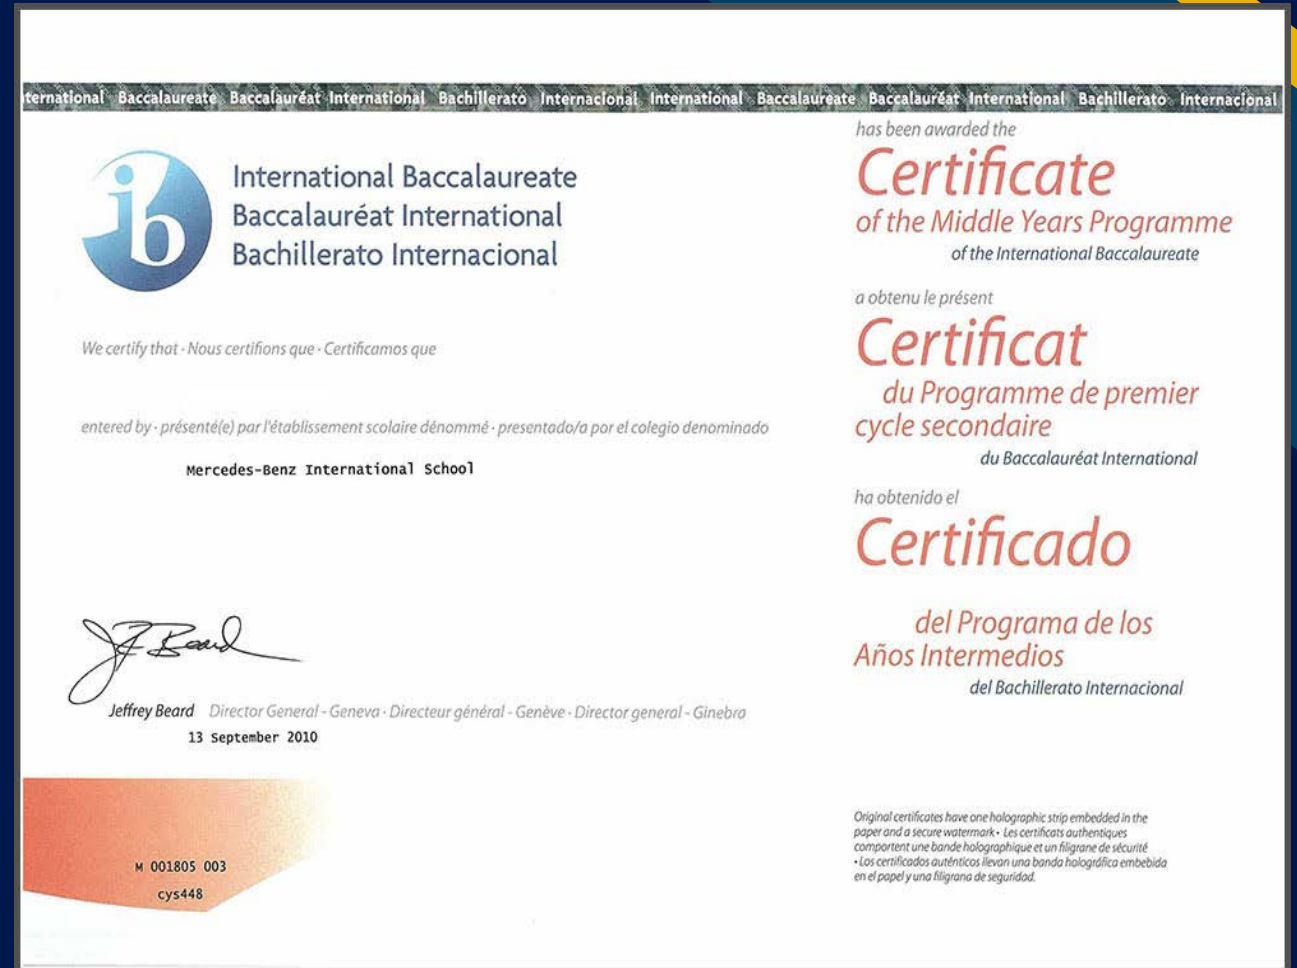 ternational Baccalaureate Baccalauréat International Bachillerato Internacional International Baccalaureate Baccalauréat International Bachillerato Internacional
ib
International Baccalaureate
Baccalauréat International
Bachillerato Internacional
We certify that · Nous certifions que · Certificamos que
entered by · présenté(e) par l'établissement scolaire dénommé · presentado/a por el colegio denominado
Mercedes-Benz International School
J Beard
Jeffrey Beard Director General - Geneva · Directeur général - Genève · Director general - Ginebra
13 September 2010
M 001805 003
cys448
has been awarded the
Certificate
of the Middle Years Programme
of the International Baccalaureate
a obtenu le présent
Certificat
du Programme de premier
cycle secondaire
du Baccalauréat International
ha obtenido el
Certificado
del Programa de los
Años Intermedios
del Bachillerato Internacional
Original certificates have one holographic strip embedded in the
paper and a secure watermark • Les certificats authentiques
comportent une bande holographique et un filigrane de sécurité
• Los certificados auténticos llevan una banda holográfica embebida
en el papel y una filigrana de seguridad.